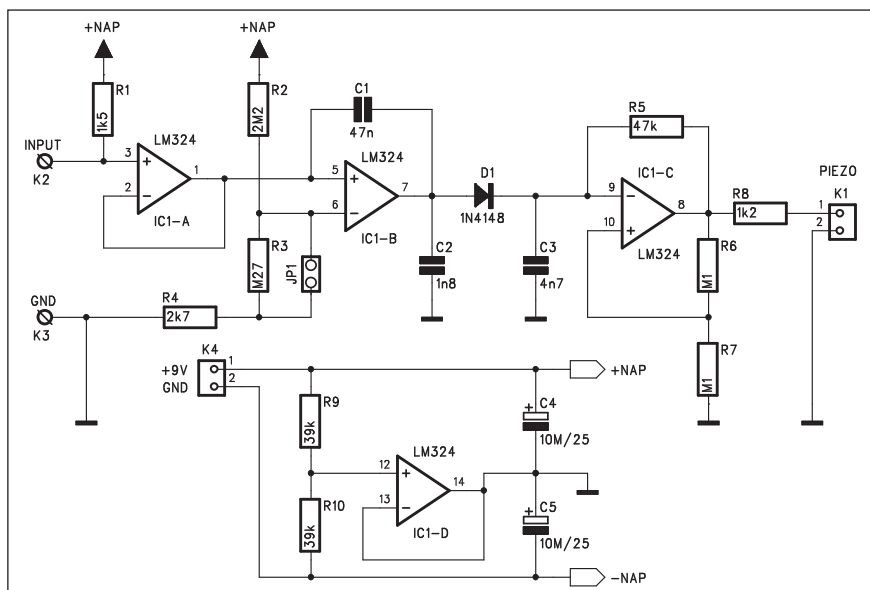 +NAP
+NAP
R1
1k5
R2
2M2
C1
47n
R5
47k
INPUT
K2
LM324
3
2
1
IC1-A
LM324
5
6
7
IC1-B
D1
1N4148
IC1-C
9
10
8
LM324
PIEZO
K1
R8
1k2
1
2
R3
M27
JP1
C2
1n8
C3
4n7
R6
M1
GND
K3
R4
2k7
R7
M1
K4
+9V
GND
1
2
+NAP
R9
39k
C4
10M/25
LM324
12
13
14
IC1-D
R10
39k
C5
10M/25
-NAP